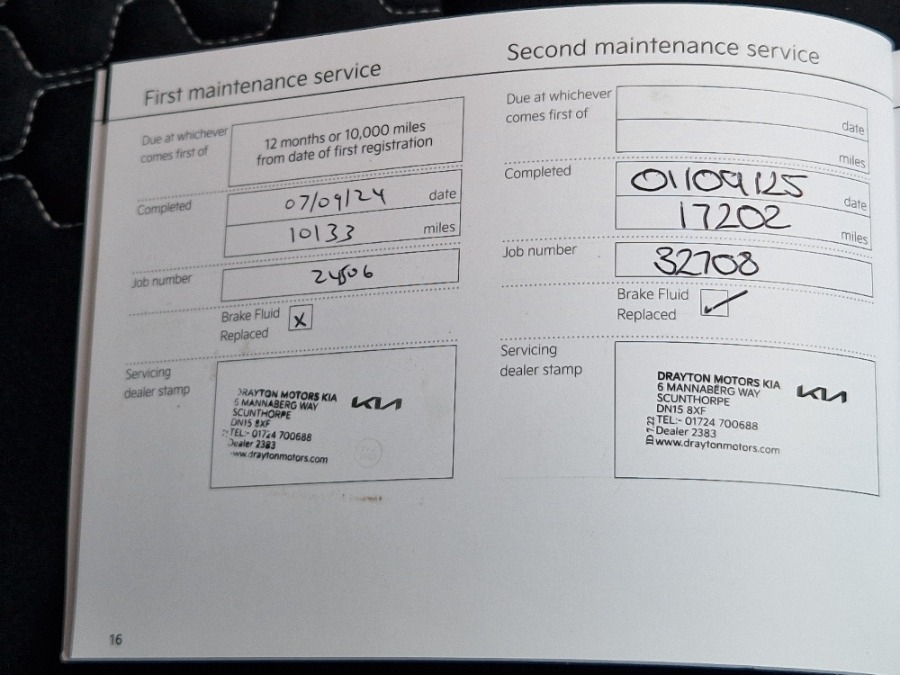 First maintenance service
Due at whichever
comes first of
12 months or 10,000 miles
from date of first registration
Completed
07/09/24 date
10133 miles
Job number
24506
Brake Fluid
Replaced
X
Servicing
dealer stamp
DRAYTON MOTORS KIA
6 MANNABERG WAY
SCUNTHORPE
DN15 8XF
TEL:- 01724 700688
Dealer 2383
www.draytonmotors.com
KIA
16
Second maintenance service
Due at whichever
comes first of
date
miles
Completed
01/09/25 date
17202 miles
Job number
32708
Brake Fluid
Replaced
✓
Servicing
dealer stamp
DRAYTON MOTORS KIA
6 MANNABERG WAY
SCUNTHORPE
DN15 8XF
TEL:- 01724 700688
Dealer 2383
www.draytonmotors.com
KIA